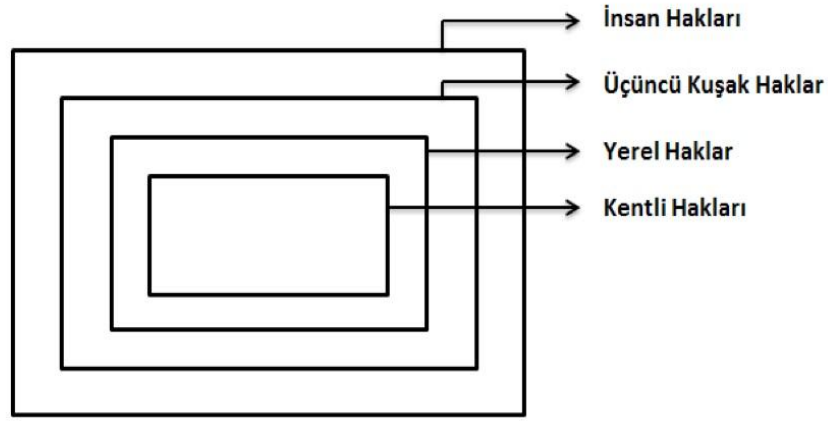 İnsan Hakları
Üçüncü Kuşak Haklar
Yerel Haklar
Kentli Hakları